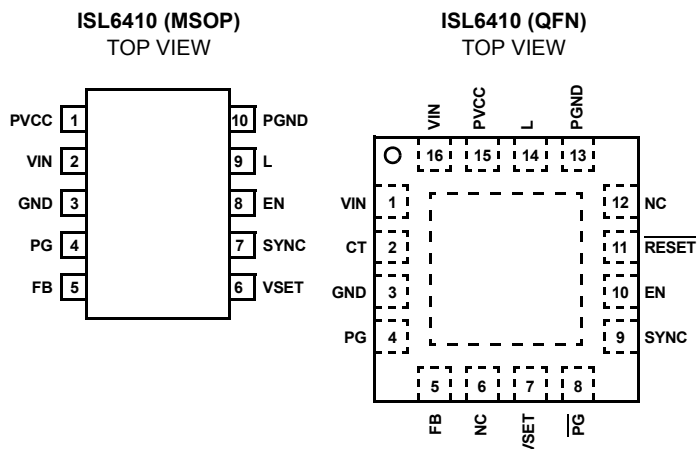 ISL6410 (MSOP)
TOP VIEW
PVCC 1 10 PGND
VIN 2 9 L
GND 3 8 EN
PG 4 7 SYNC
FB 5 6 VSET
ISL6410 (QFN)
TOP VIEW
VIN PVCC L PGND
16 15 14 13
VIN 1 12 NC
CT 2 11 R̅E̅S̅E̅T̅
GND 3 10 EN
PG 4 9 SYNC
5 6 7 8
FB NC VSET P̅G̅